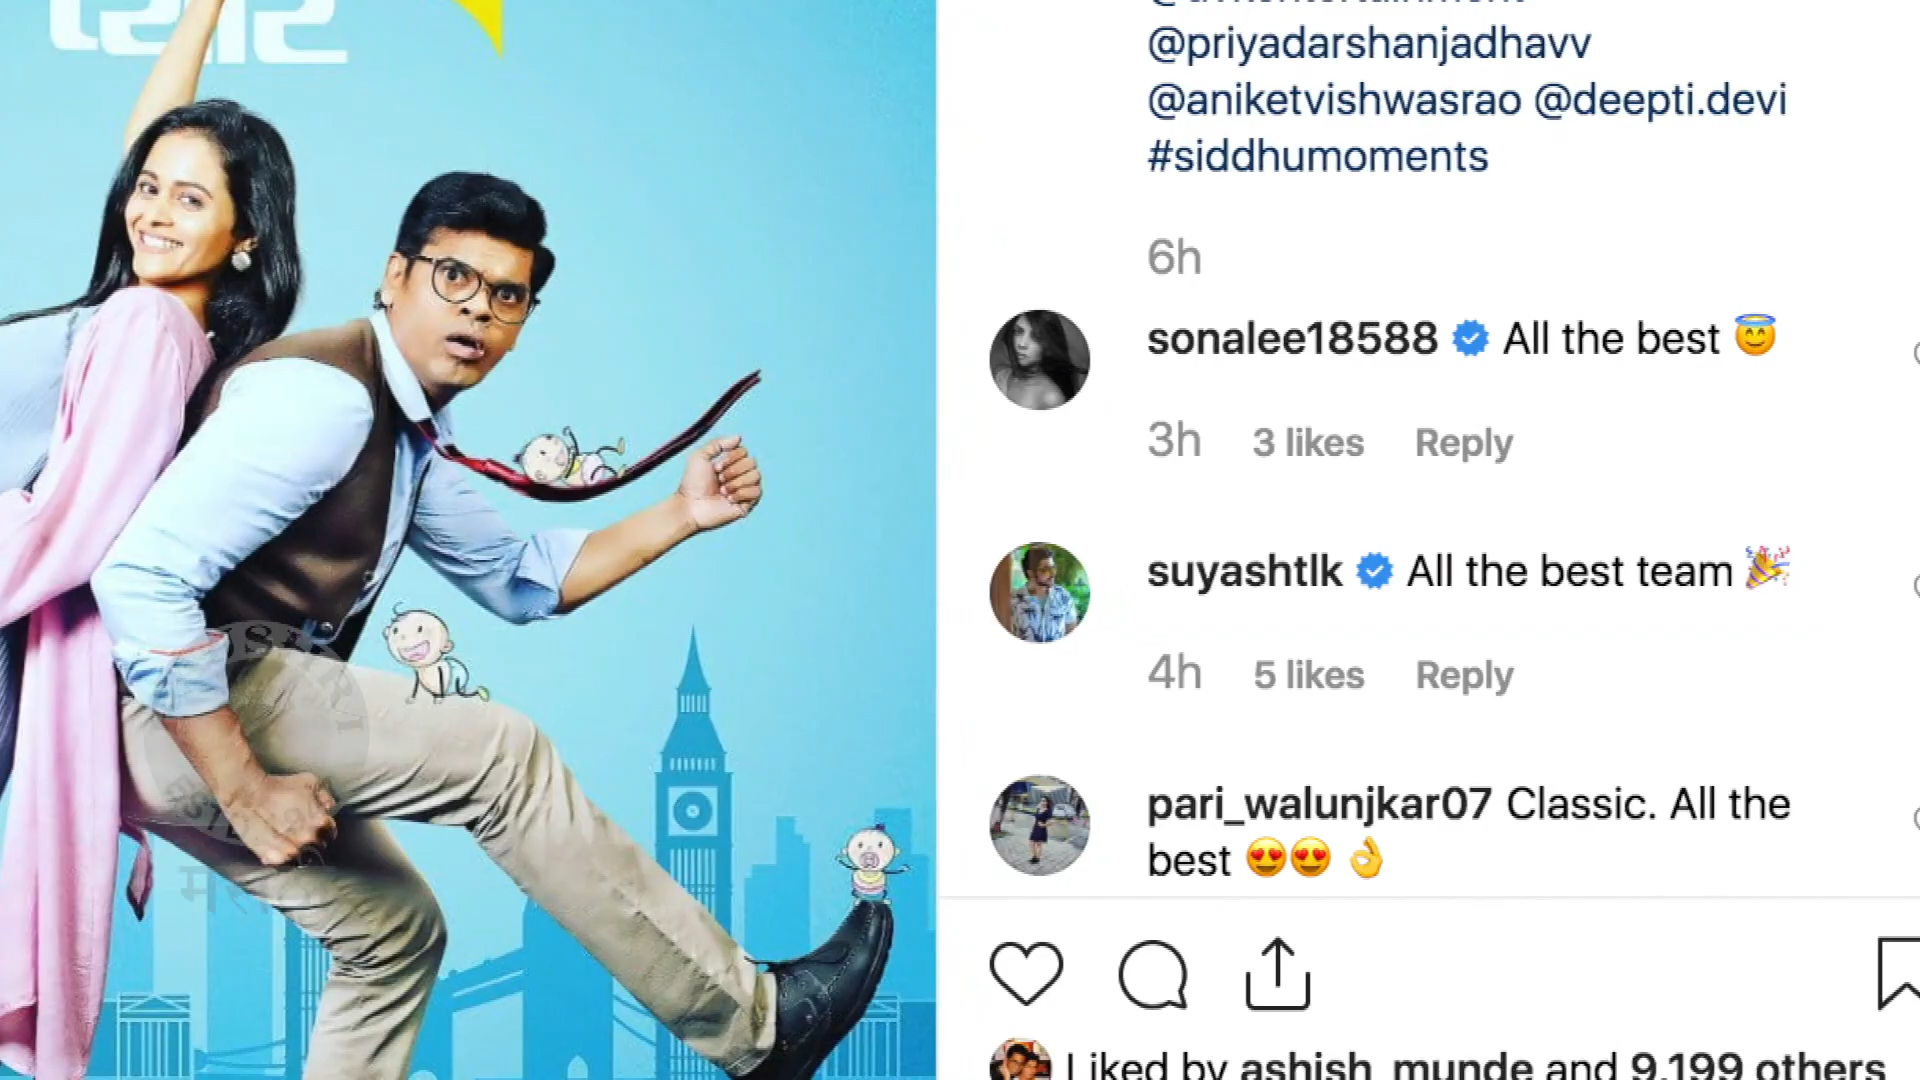 प्यार
@priyadarshanjadhavv
@aniketvishwasrao @deepti.devi
#siddhumoments
6h
sonalee18588 All the best 😇
3h 3 likes Reply
suyashtlk All the best team 🎉
4h 5 likes Reply
pari_walunjkar07 Classic. All the
best 😍😍 👌
Liked by ashish_munde and 9,199 others